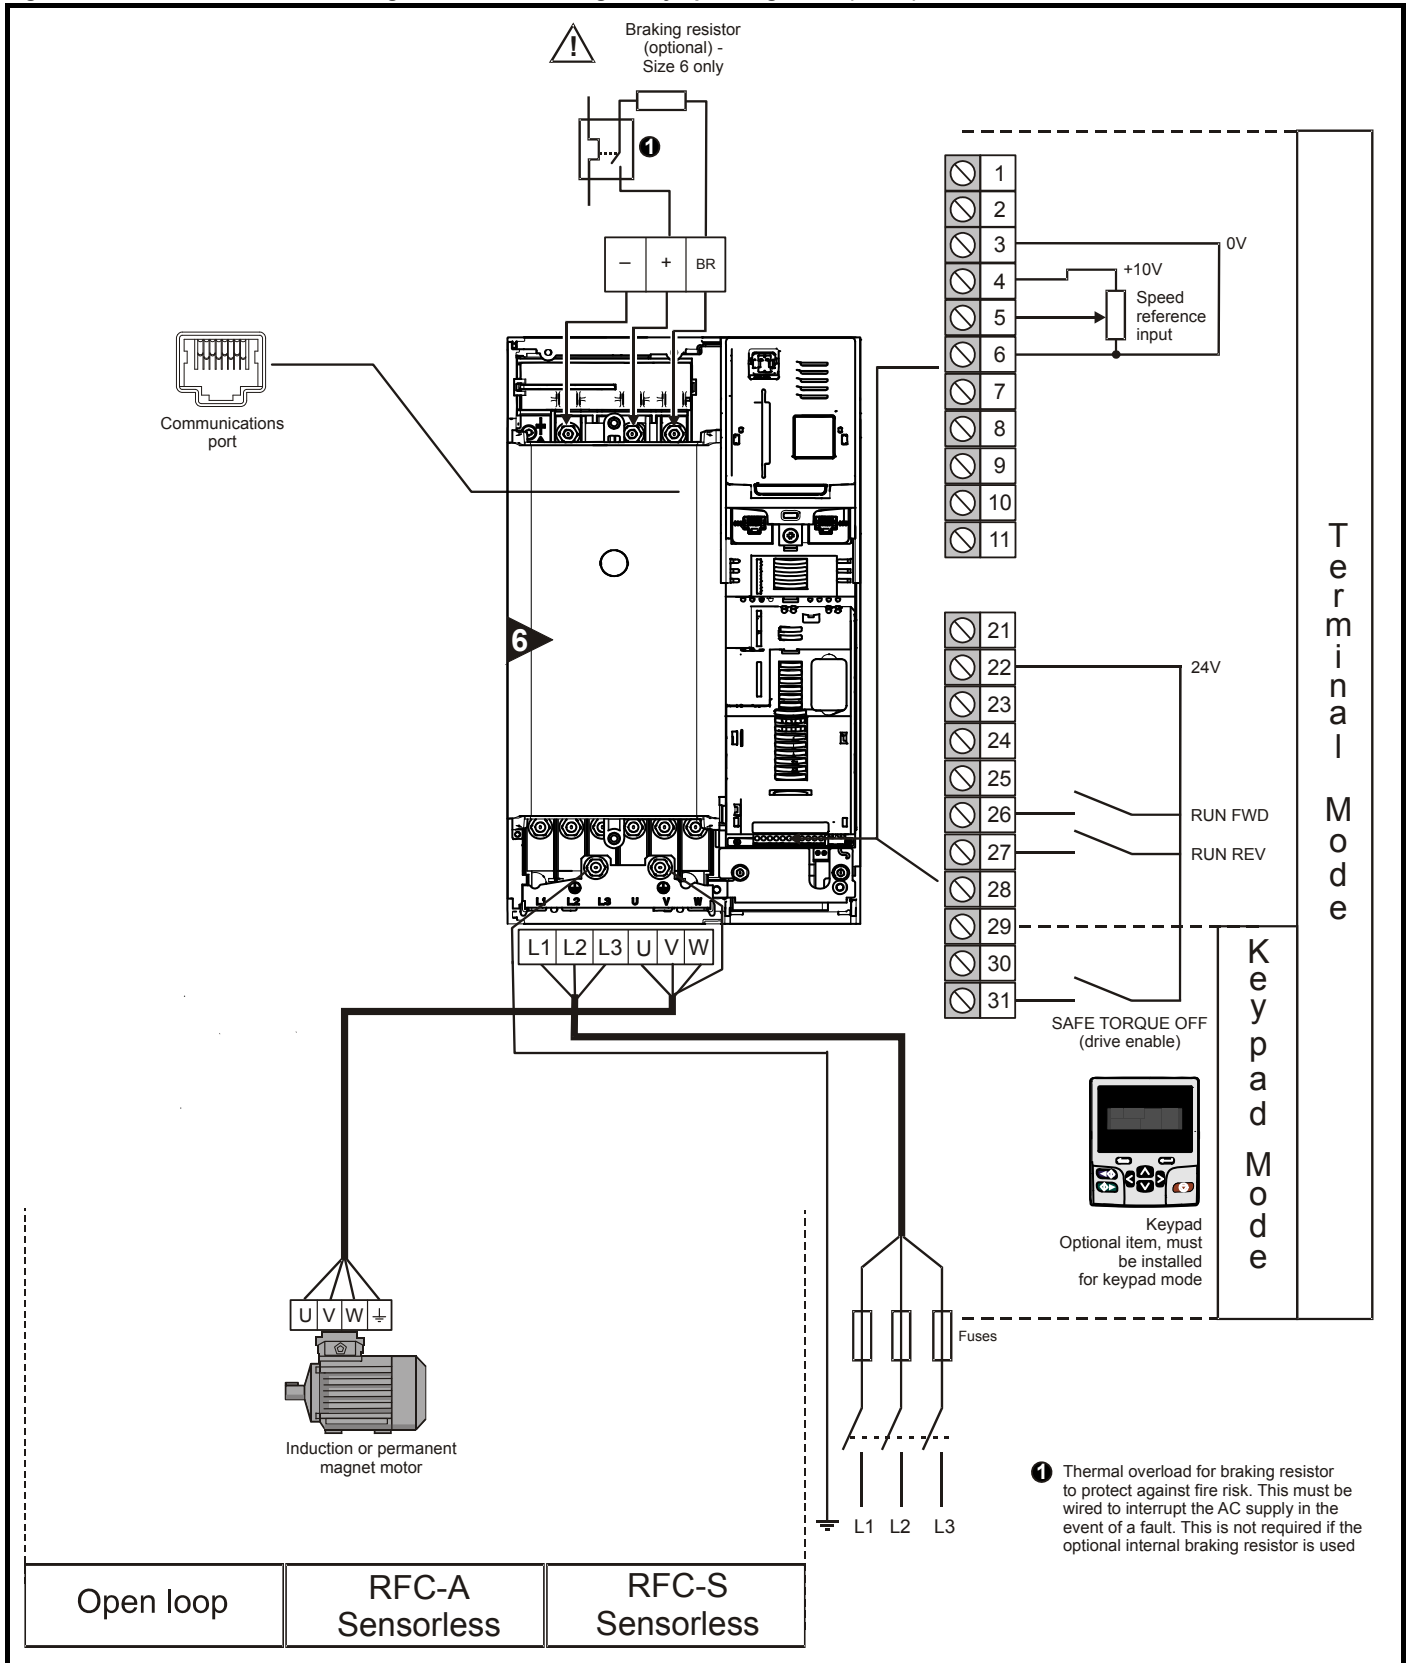 Braking resistor
(optional) -
Size 6 only
1
– + BR
Communications
port
6
1
2
3
4
5
6
7
8
9
10
11
0V
+10V
Speed
reference
input
21
22
23
24
25
26
27
28
29
30
31
24V
RUN FWD
RUN REV
SAFE TORQUE OFF
(drive enable)
Terminal Mode
Keypad Mode
L1 L2 L3 U V W
L1 L2 L3 U V W
Keypad
Optional item, must
be installed
for keypad mode
U V W
Induction or permanent
magnet motor
Fuses
L1 L2 L3
1 Thermal overload for braking resistor
to protect against fire risk. This must be
wired to interrupt the AC supply in the
event of a fault. This is not required if the
optional internal braking resistor is used
Open loop
RFC-A
Sensorless
RFC-S
Sensorless